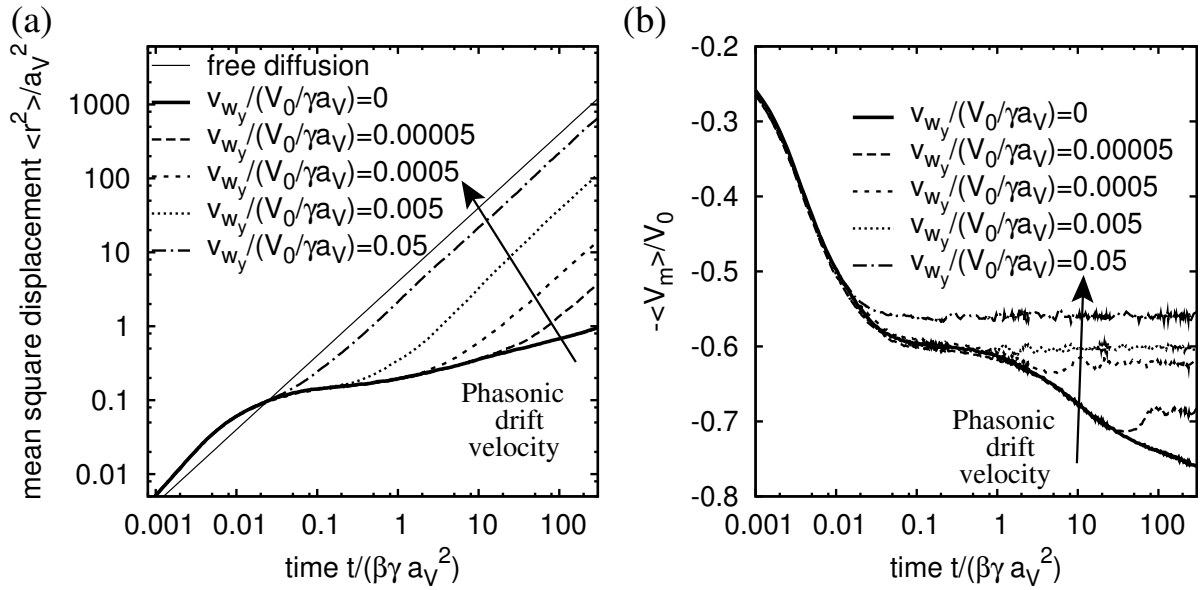 (a)
mean square displacement <r²>/a_V²
1000
100
10
1
0.1
0.01
free diffusion
v_{w_y}/(V_0/γa_V)=0
v_{w_y}/(V_0/γa_V)=0.00005
v_{w_y}/(V_0/γa_V)=0.0005
v_{w_y}/(V_0/γa_V)=0.005
v_{w_y}/(V_0/γa_V)=0.05
Phasonic
drift
velocity
0.001 0.01 0.1 1 10 100
time t/(βγ a_V²)
(b)
-<V_m>/V_0
-0.2
-0.3
-0.4
-0.5
-0.6
-0.7
-0.8
v_{w_y}/(V_0/γa_V)=0
v_{w_y}/(V_0/γa_V)=0.00005
v_{w_y}/(V_0/γa_V)=0.0005
v_{w_y}/(V_0/γa_V)=0.005
v_{w_y}/(V_0/γa_V)=0.05
Phasonic
drift
velocity
0.001 0.01 0.1 1 10 100
time t/(βγ a_V²)